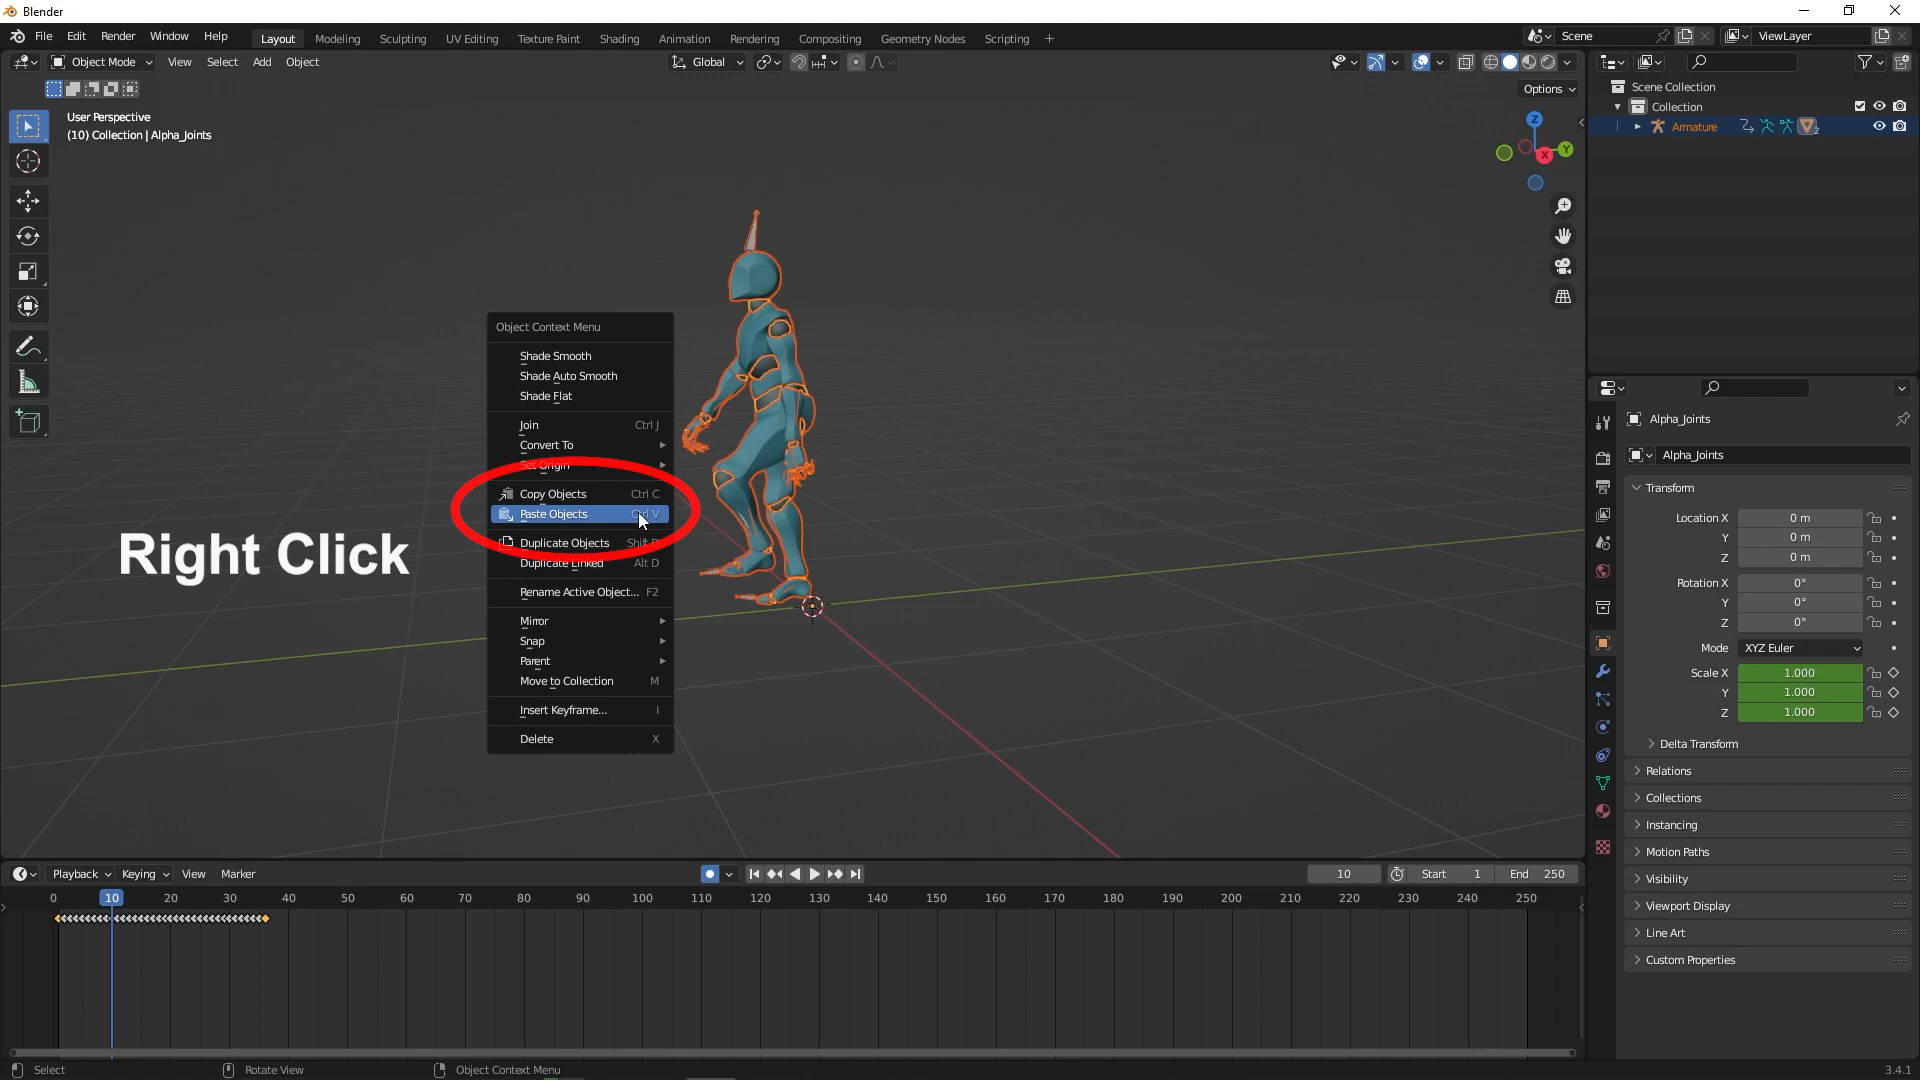 Blender
File Edit Render Window Help Layout Modeling Sculpting UV Editing Texture Paint Shading Animation Rendering Compositing Geometry Nodes Scripting + Scene ViewLayer
Object Mode View Select Add Object Global
Options
User Perspective
(10) Collection | Alpha_Joints
Z
Y
X
Scene Collection
Collection
Armature 2
Object Context Menu
Shade Smooth
Shade Auto Smooth
Shade Flat
Join Ctrl J
Convert To
Set Origin
Copy Objects Ctrl C
Paste Objects Ctrl V
Duplicate Objects Shift D
Duplicate Linked Alt D
Rename Active Object... F2
Mirror
Snap
Parent
Move to Collection M
Insert Keyframe... I
Delete X
Right Click
Alpha_Joints
Alpha_Joints
Transform
Location X 0 m
Y 0 m
Z 0 m
Rotation X 0°
Y 0°
Z 0°
Mode XYZ Euler
Scale X 1.000
Y 1.000
Z 1.000
Delta Transform
Relations
Collections
Instancing
Motion Paths
Visibility
Viewport Display
Line Art
Custom Properties
Playback Keying View Marker 10 Start 1 End 250
0 10 20 30 40 50 60 70 80 90 100 110 120 130 140 150 160 170 180 190 200 210 220 230 240 250
Select Rotate View Object Context Menu 3.4.1